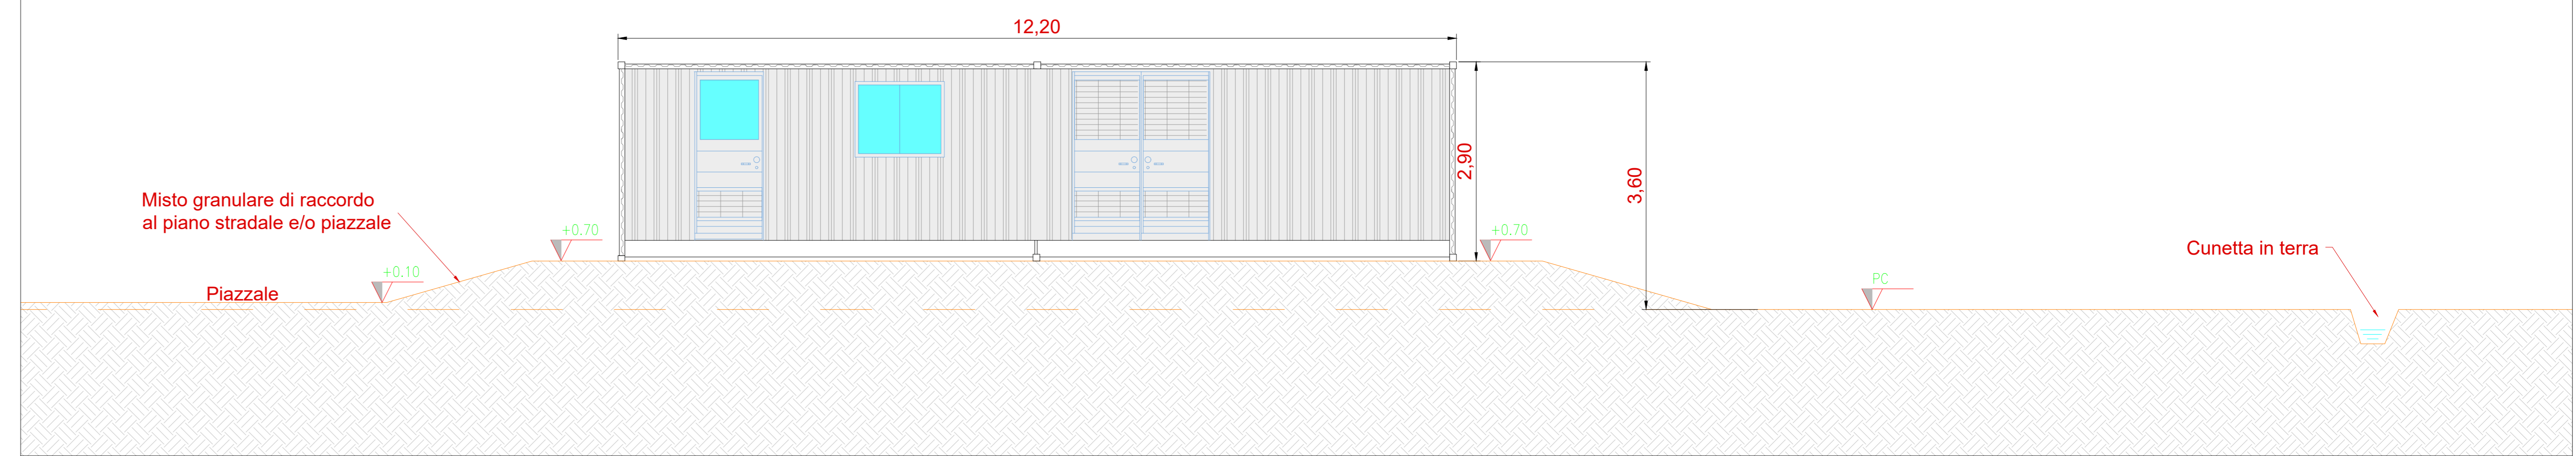 12,20
2,90
3,60
Misto granulare di raccordo
al piano stradale e/o piazzale
+0.70
+0.70
Cunetta in terra
+0.10
PC
Piazzale